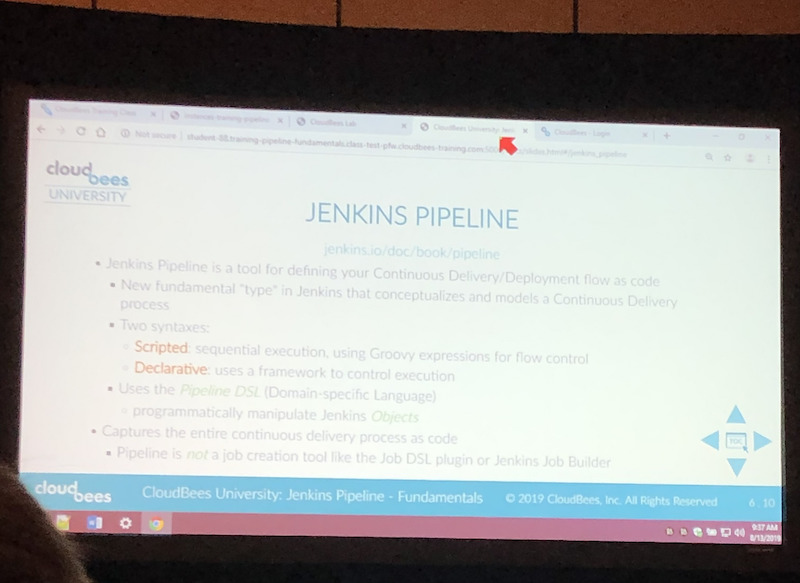 CloudBees Training Class
instances.training-pipeline
CloudBees Lab
CloudBees University: Jen
CloudBees - Login
Not secure
student-88.training-pipeline-fundamentals.class-test-pfw.cloudbees-training.com
cloudbees
UNIVERSITY
JENKINS PIPELINE
jenkins.io/doc/book/pipeline
• Jenkins Pipeline is a tool for defining your Continuous Delivery/Deployment flow as code
▪ New fundamental "type" in Jenkins that conceptualizes and models a Continuous Delivery
process
▪ Two syntaxes:
Scripted: sequential execution, using Groovy expressions for flow control
Declarative: uses a framework to control execution
▪ Uses the Pipeline DSL (Domain-specific Language)
programmatically manipulate Jenkins Objects
• Captures the entire continuous delivery process as code
▪ Pipeline is not a job creation tool like the Job DSL plugin or Jenkins Job Builder
TOC
cloudbees
CloudBees University: Jenkins Pipeline - Fundamentals
© 2019 CloudBees, Inc. All Rights Reserved
6 . 10
9:37 AM
8/13/2019